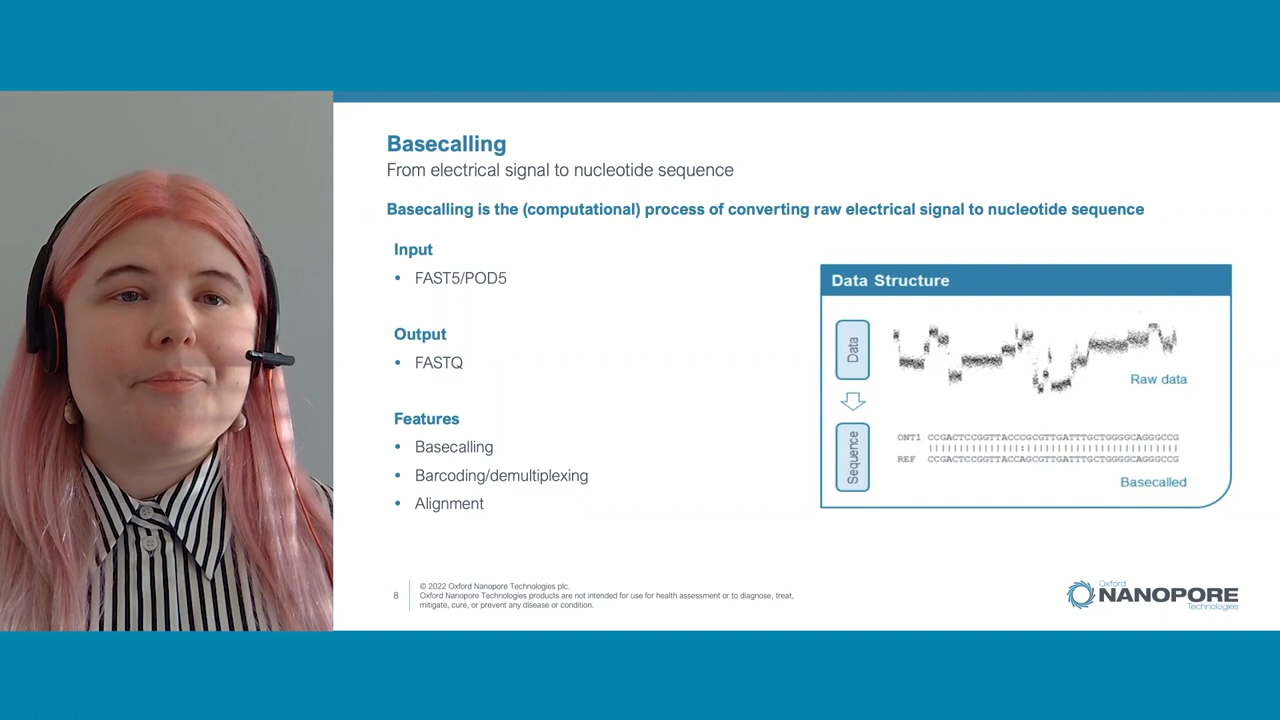 Basecalling
From electrical signal to nucleotide sequence
Basecalling is the (computational) process of converting raw electrical signal to nucleotide sequence
Input
• FAST5/POD5
Output
• FASTQ
Features
• Basecalling
• Barcoding/demultiplexing
• Alignment
Data Structure
Data
Raw data
Sequence
ONT1 CCGACTCCGGTTACCCGCGTTGATTTGCTGGGGCAGGGCCG
REF CCGACTCCGGTTACCAGCGTTGATTTGCTGGGGCAGGGCCG
Basecalled
8
© 2022 Oxford Nanopore Technologies plc.
Oxford Nanopore Technologies products are not intended for use for health assessment or to diagnose, treat,
mitigate, cure, or prevent any disease or condition.
Oxford
NANOPORE
Technologies